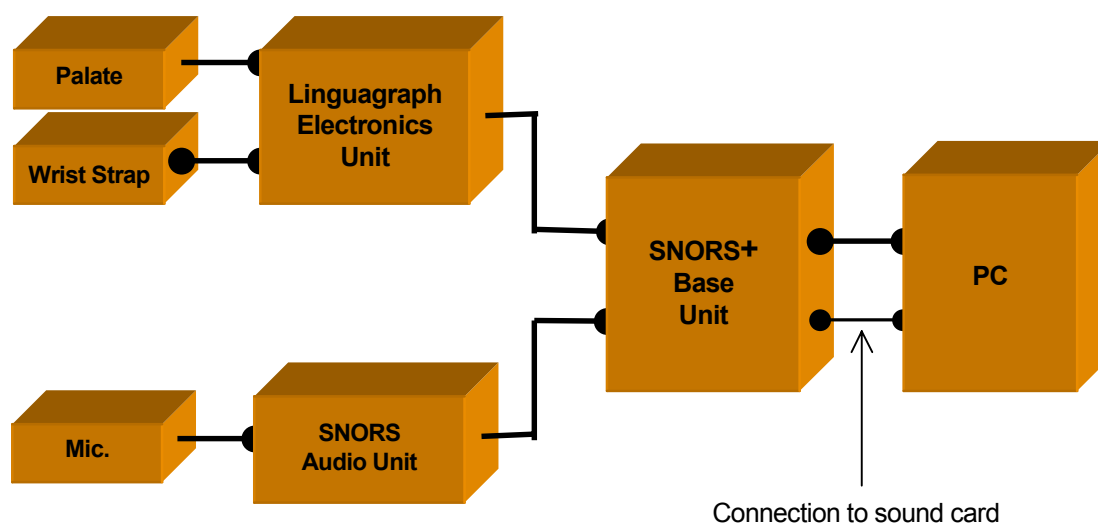 Palate
Wrist Strap
Linguagraph
Electronics
Unit
SNORS+
Base
Unit
PC
Mic.
SNORS
Audio Unit
Connection to sound card